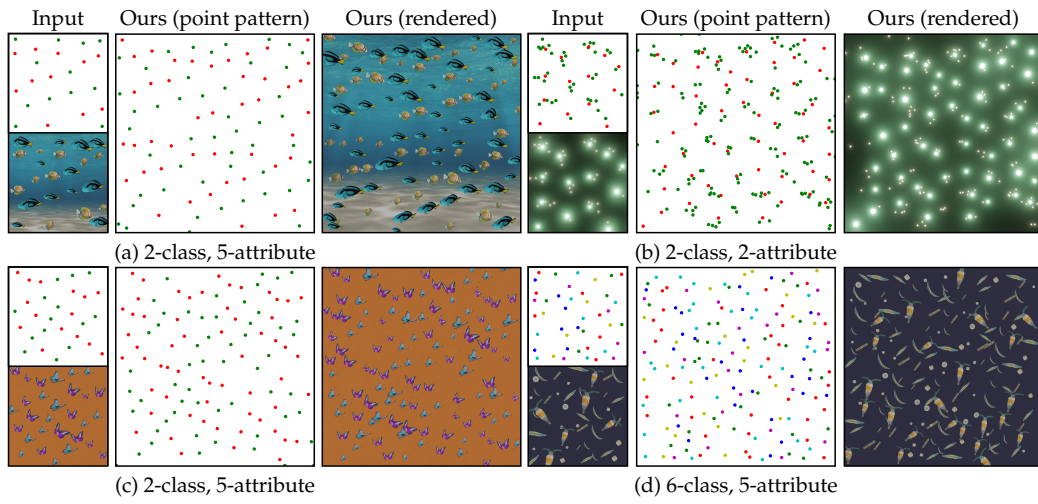 Input Ours (point pattern) Ours (rendered) Input Ours (point pattern) Ours (rendered)
(a) 2-class, 5-attribute (b) 2-class, 2-attribute
(c) 2-class, 5-attribute (d) 6-class, 5-attribute